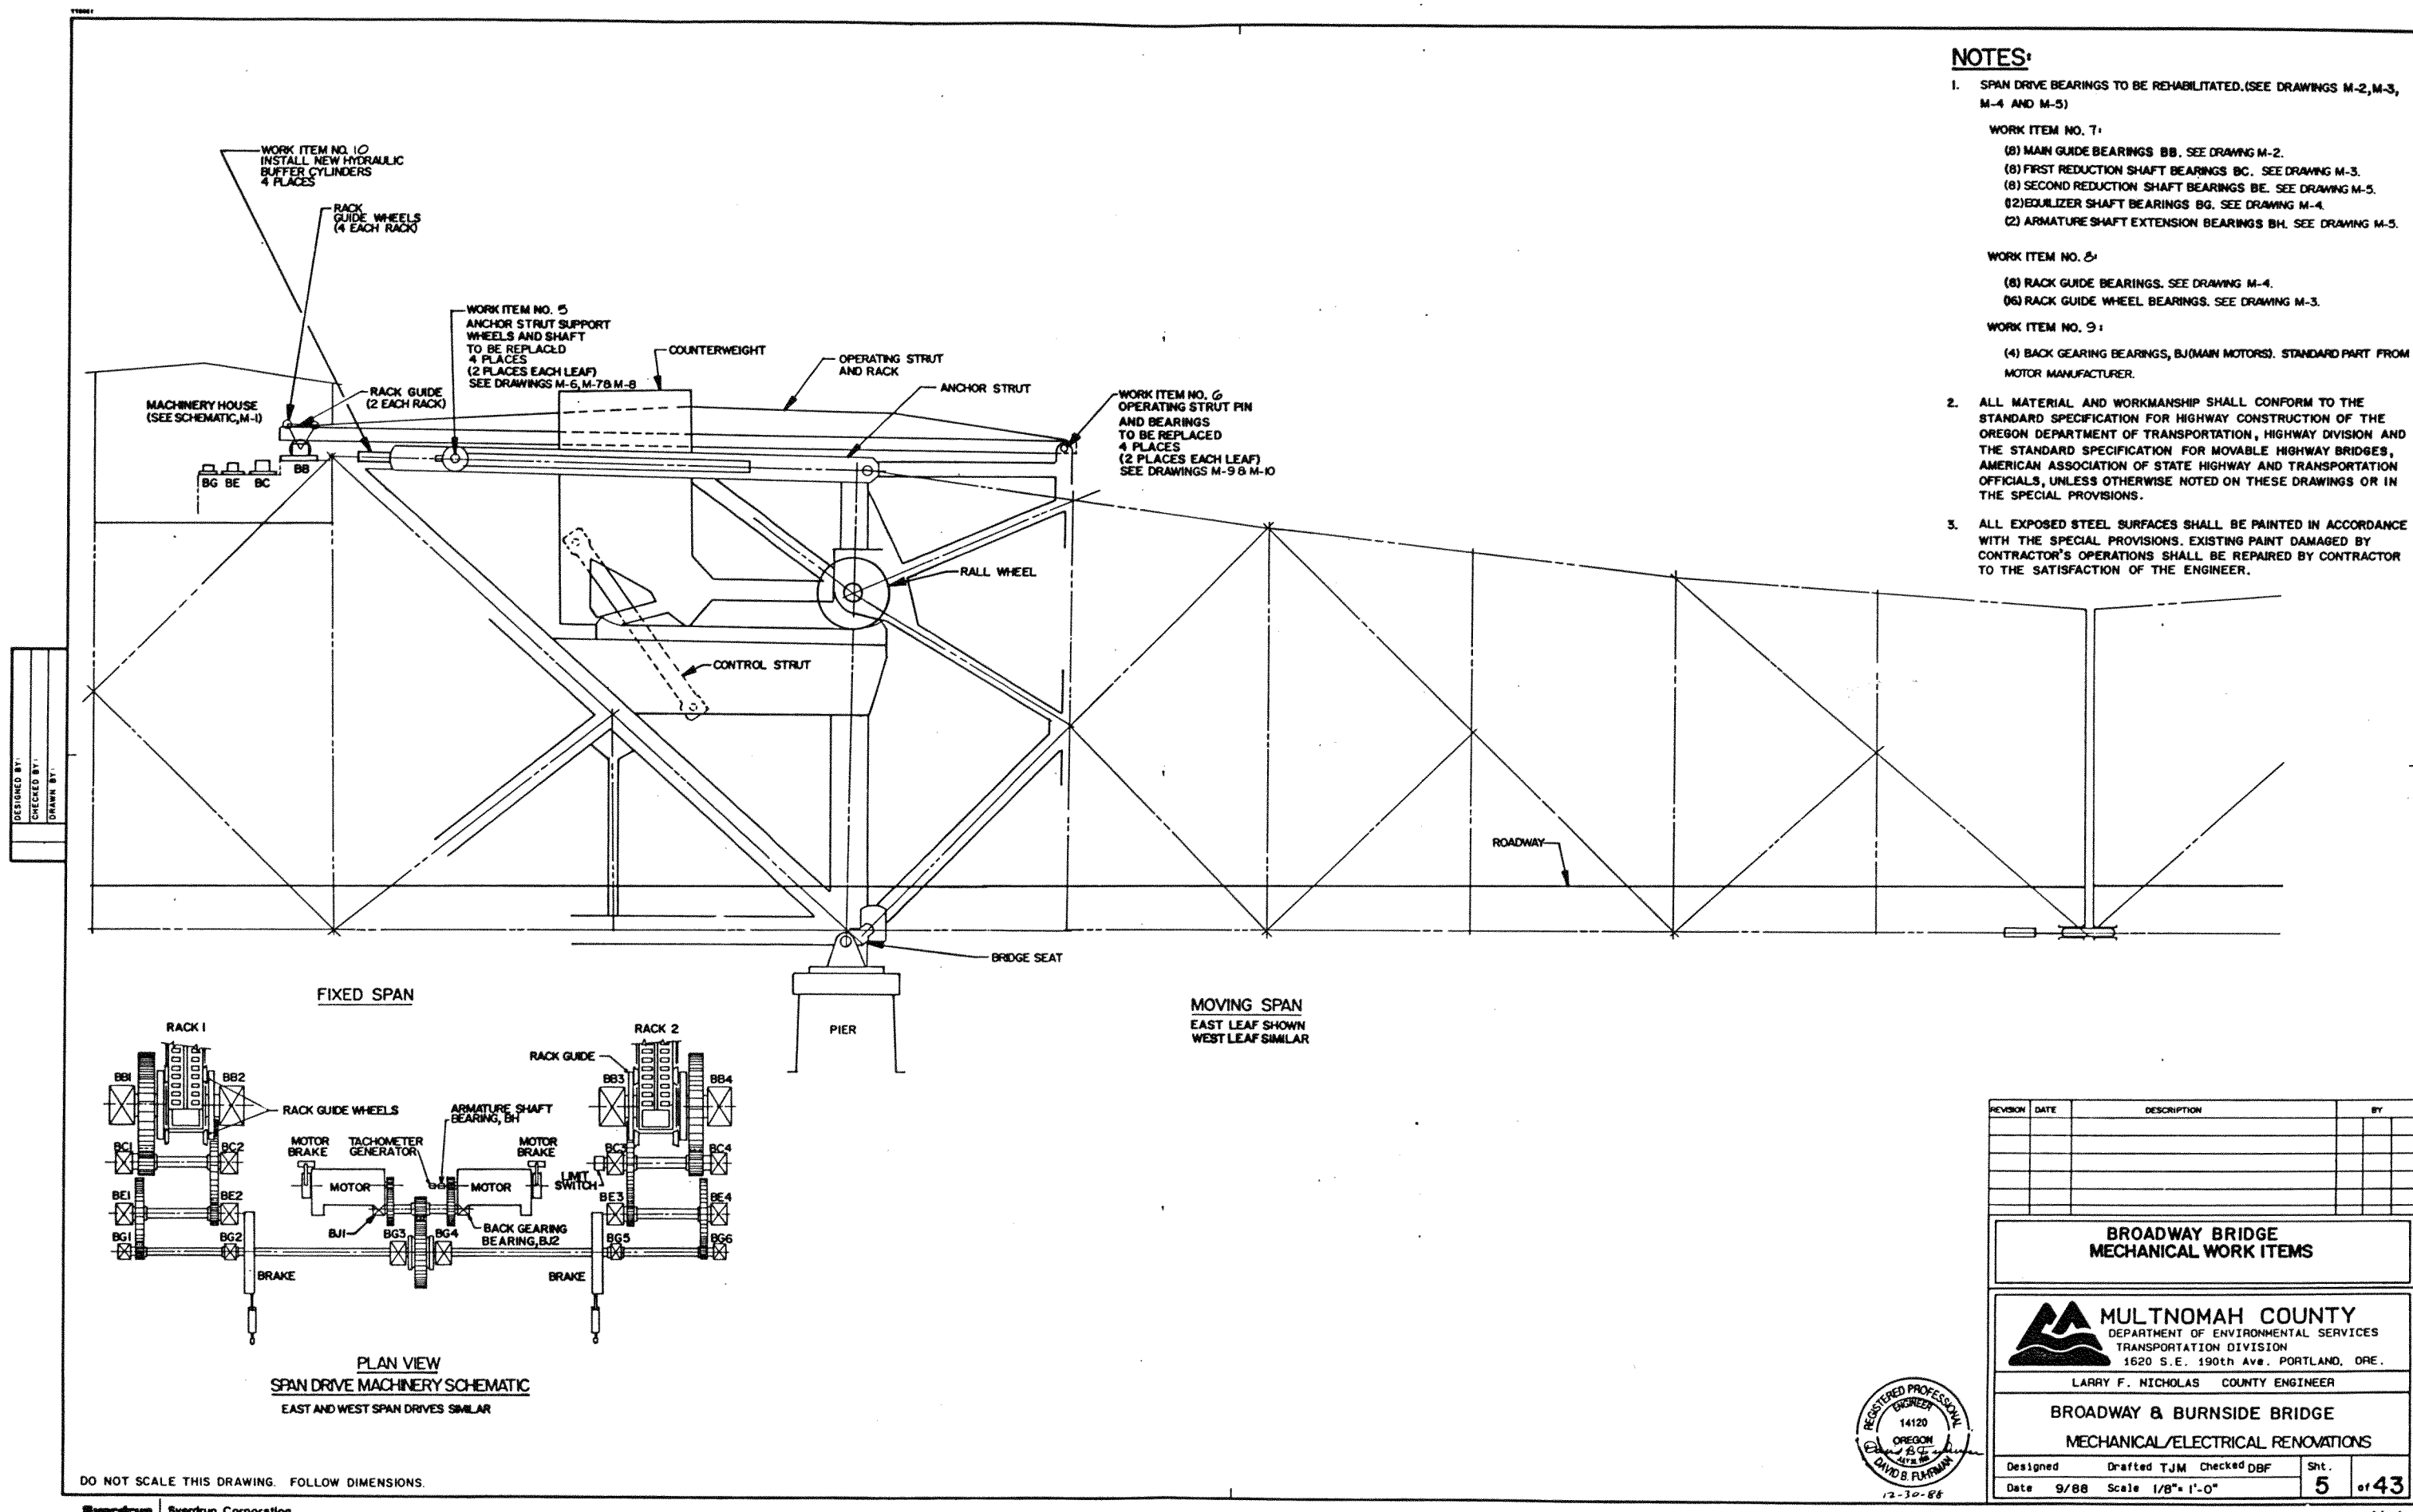 NOTES:
1. SPAN DRIVE BEARINGS TO BE REHABILITATED.(SEE DRAWINGS M-2,M-3,
M-4 AND M-5)
WORK ITEM NO. 7:
(8) MAIN GUIDE BEARINGS BB. SEE DRAWNG M-2.
(8) FIRST REDUCTION SHAFT BEARINGS BC. SEE DRAWING M-3.
(8) SECOND REDUCTION SHAFT BEARINGS BE. SEE DRAWING M-5.
(12)EQUILIZER SHAFT BEARINGS BG. SEE DRAWING M-4.
(2) ARMATURE SHAFT EXTENSION BEARINGS BH. SEE DRAWING M-5.
WORK ITEM NO. 8:
(8) RACK GUIDE BEARINGS. SEE DRAWING M-4.
(16) RACK GUIDE WHEEL BEARINGS. SEE DRAWING M-3.
WORK ITEM NO. 9:
(4) BACK GEARING BEARINGS, BJ(MAIN MOTORS). STANDARD PART FROM
MOTOR MANUFACTURER.
2. ALL MATERIAL AND WORKMANSHIP SHALL CONFORM TO THE
STANDARD SPECIFICATION FOR HIGHWAY CONSTRUCTION OF THE
OREGON DEPARTMENT OF TRANSPORTATION, HIGHWAY DIVISION AND
THE STANDARD SPECIFICATION FOR MOVABLE HIGHWAY BRIDGES,
AMERICAN ASSOCIATION OF STATE HIGHWAY AND TRANSPORTATION
OFFICIALS, UNLESS OTHERWISE NOTED ON THESE DRAWINGS OR IN
THE SPECIAL PROVISIONS.
3. ALL EXPOSED STEEL SURFACES SHALL BE PAINTED IN ACCORDANCE
WITH THE SPECIAL PROVISIONS. EXISTING PAINT DAMAGED BY
CONTRACTOR'S OPERATIONS SHALL BE REPAIRED BY CONTRACTOR
TO THE SATISFACTION OF THE ENGINEER.
WORK ITEM NO. 10
INSTALL NEW HYDRAULIC
BUFFER CYLINDERS
4 PLACES
RACK
GUIDE WHEELS
(4 EACH RACK)
WORK ITEM NO. 5
ANCHOR STRUT SUPPORT
WHEELS AND SHAFT
TO BE REPLACED
4 PLACES
(2 PLACES EACH LEAF)
SEE DRAWINGS M-6, M-7 & M-8
COUNTERWEIGHT
OPERATING STRUT
AND RACK
ANCHOR STRUT
WORK ITEM NO. 6
OPERATING STRUT PIN
AND BEARINGS
TO BE REPLACED
4 PLACES
(2 PLACES EACH LEAF)
SEE DRAWINGS M-9 & M-10
RACK GUIDE
(2 EACH RACK)
MACHINERY HOUSE
(SEE SCHEMATIC, M-1)
BB
BG BE BC
RALL WHEEL
CONTROL STRUT
ROADWAY
BRIDGE SEAT
PIER
FIXED SPAN
MOVING SPAN
EAST LEAF SHOWN
WEST LEAF SIMILAR
DESIGNED BY:
CHECKED BY:
DRAWN BY:
RACK 1
RACK 2
RACK GUIDE
BB1
BB2
BB3
BB4
RACK GUIDE WHEELS
ARMATURE SHAFT
BEARING, BH
MOTOR
BRAKE
TACHOMETER
GENERATOR
MOTOR
BRAKE
BC1
BC2
BC3
BC4
LIMIT
SWITCH
MOTOR
MOTOR
BE1
BE2
BE3
BE4
BJ1
BACK GEARING
BEARING, BJ2
BG1
BG2
BG3
BG4
BG5
BG6
BRAKE
BRAKE
PLAN VIEW
SPAN DRIVE MACHINERY SCHEMATIC
EAST AND WEST SPAN DRIVES SIMILAR
DO NOT SCALE THIS DRAWING. FOLLOW DIMENSIONS.
Sverdrup Corporation
REGISTERED PROFESSIONAL
ENGINEER
14120
OREGON
DAVID B. FUHRMAN
12-30-88
REVISION DATE DESCRIPTION BY
BROADWAY BRIDGE
MECHANICAL WORK ITEMS
MULTNOMAH COUNTY
DEPARTMENT OF ENVIRONMENTAL SERVICES
TRANSPORTATION DIVISION
1620 S.E. 190th Ave. PORTLAND, ORE.
LARRY F. NICHOLAS COUNTY ENGINEER
BROADWAY & BURNSIDE BRIDGE
MECHANICAL/ELECTRICAL RENOVATIONS
Designed Drafted TJM Checked DBF
Date 9/88 Scale 1/8"= 1'-0"
Sht. 5 of 43